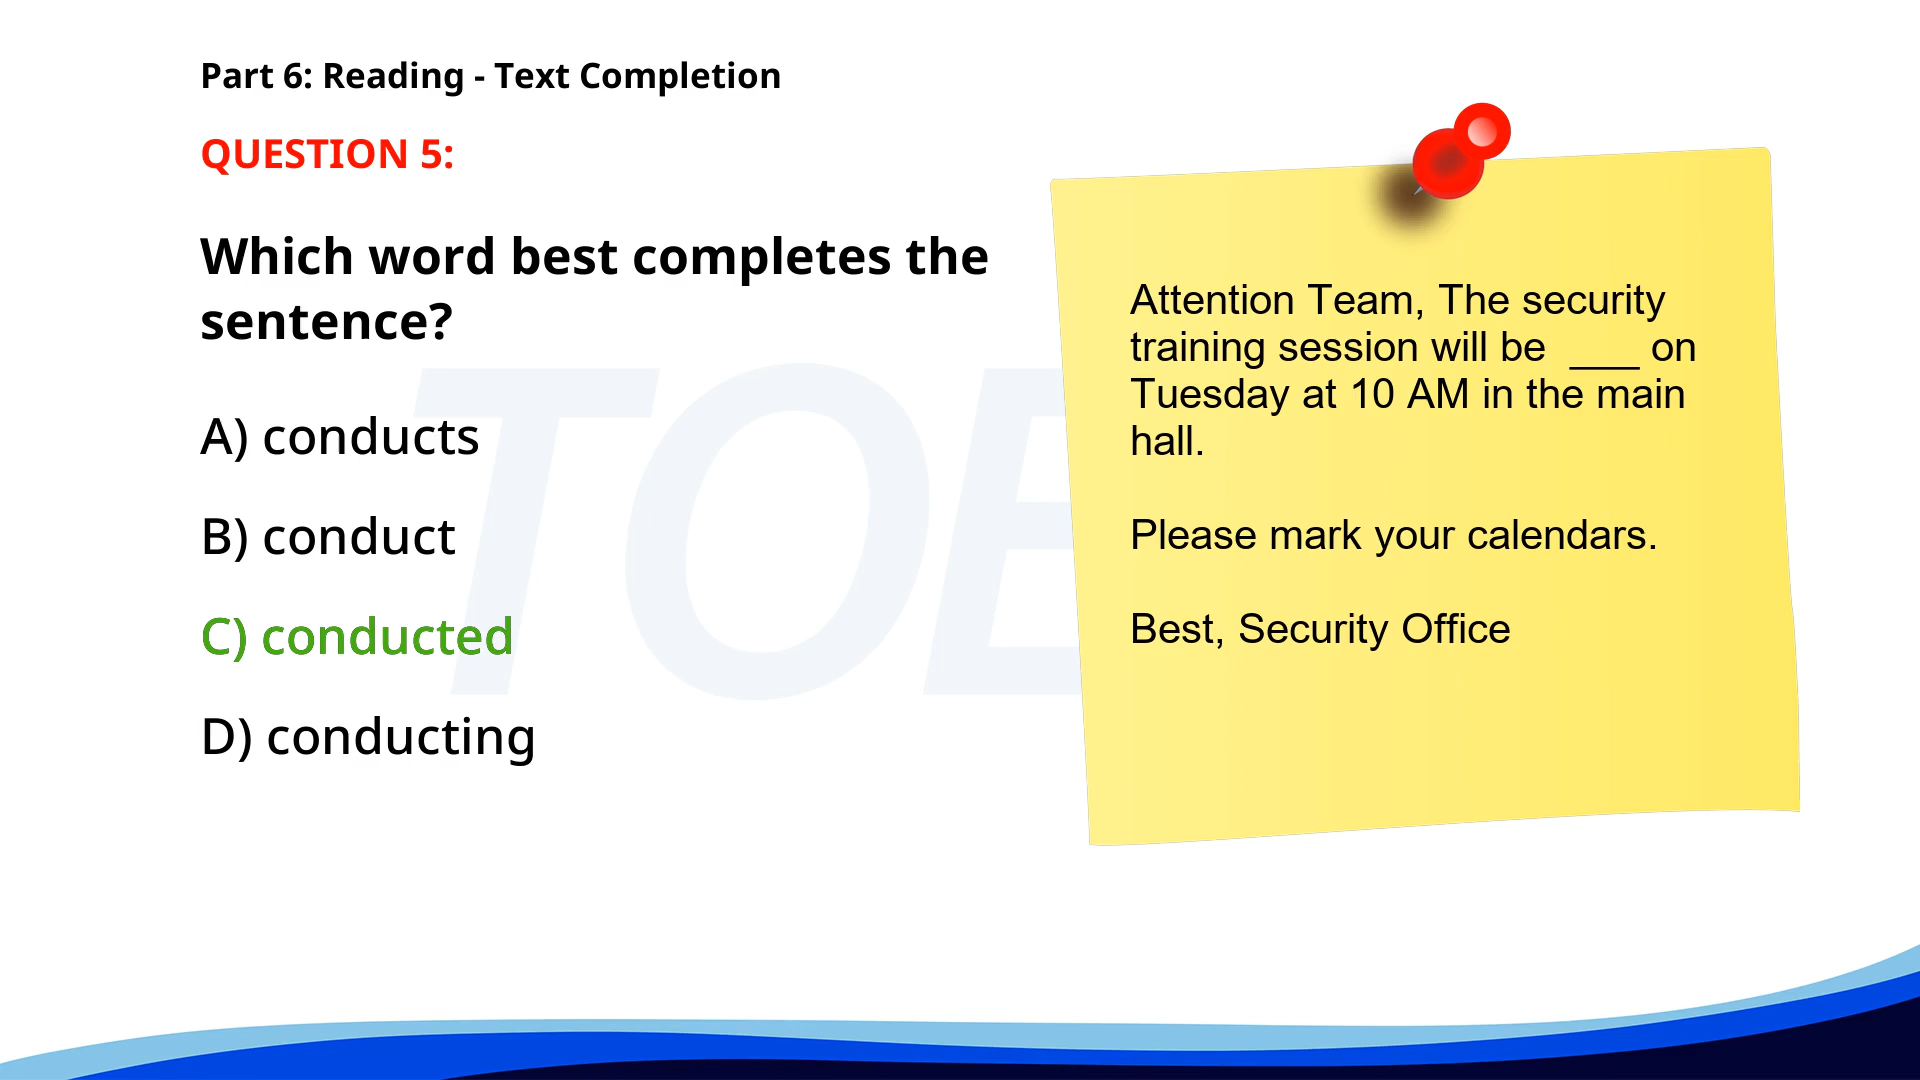 Part 6: Reading - Text Completion
QUESTION 5:
Which word best completes the
sentence?
A) conducts
B) conduct
C) conducted
D) conducting
Attention Team, The security
training session will be ___ on
Tuesday at 10 AM in the main
hall.
Please mark your calendars.
Best, Security Office
TOE